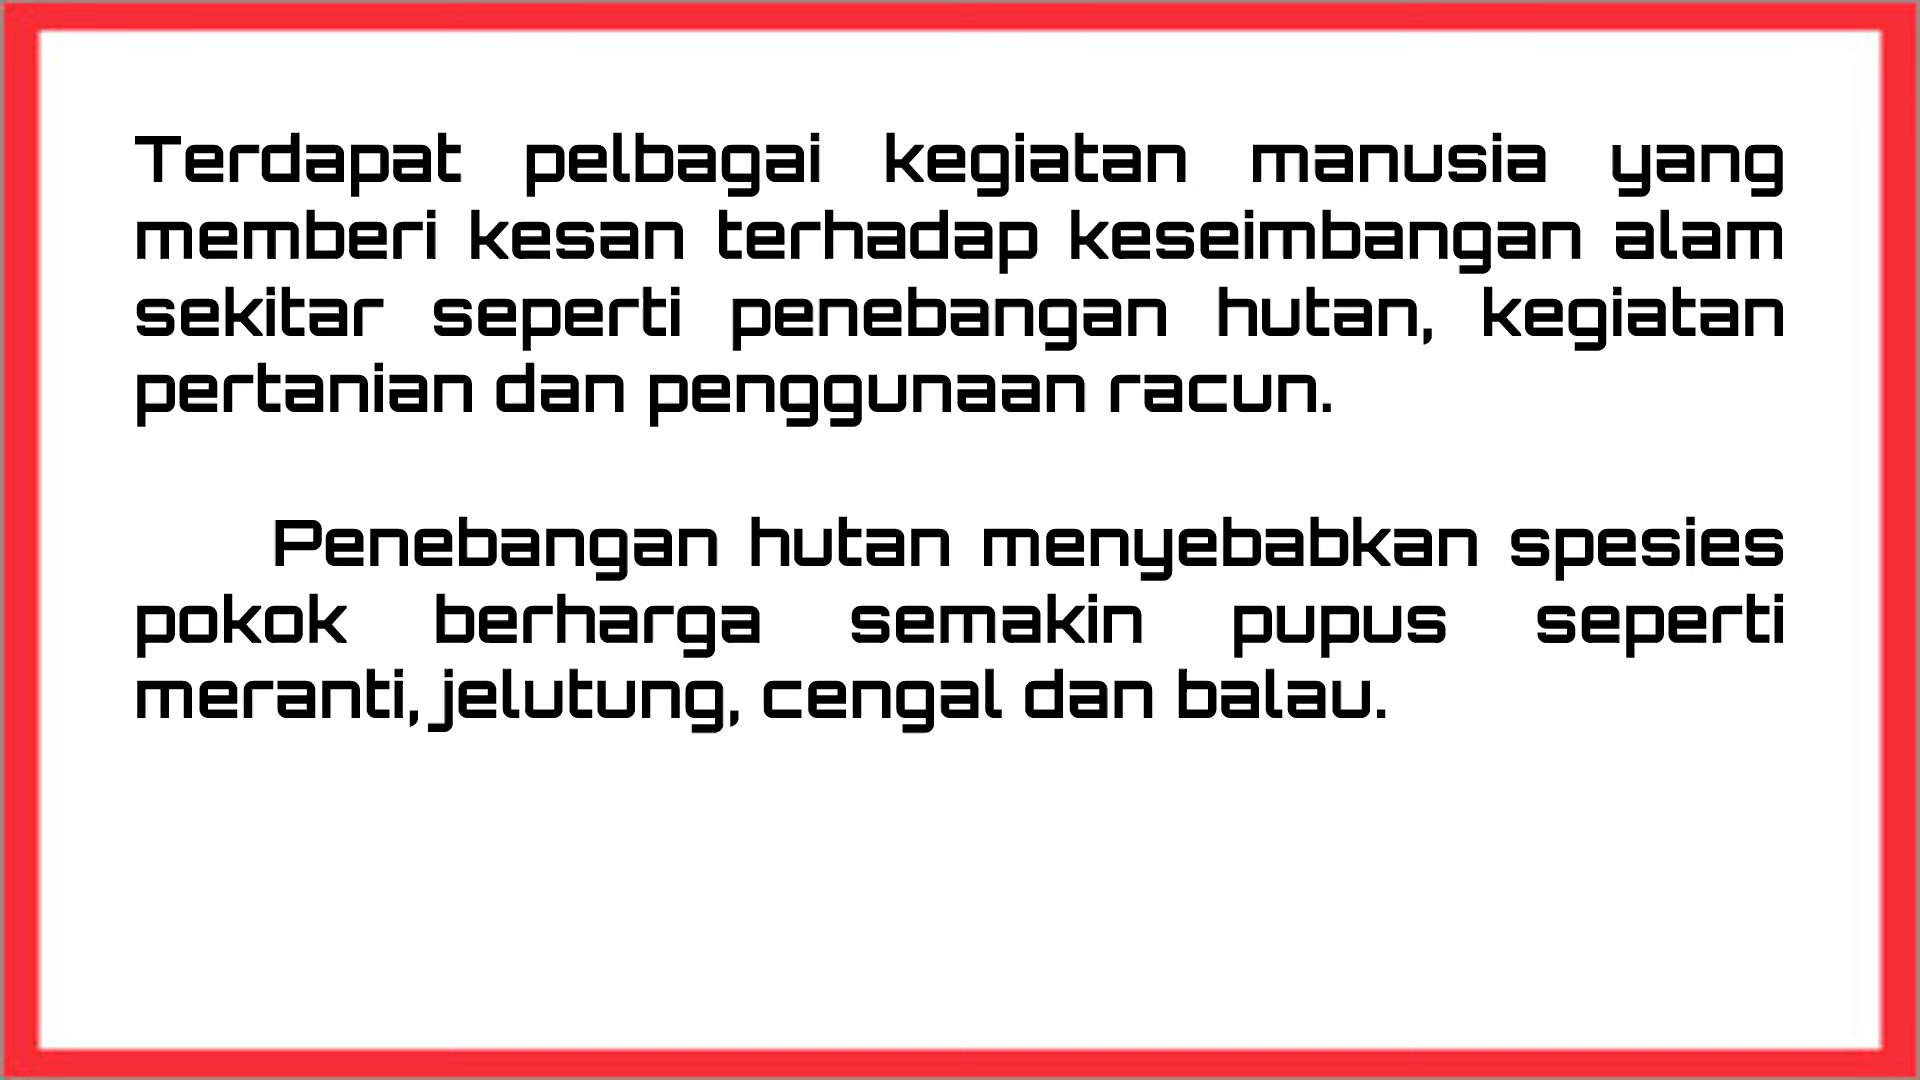 Terdapat pelbagai kegiatan manusia yang
memberi kesan terhadap keseimbangan alam
sekitar seperti penebangan hutan, kegiatan
pertanian dan penggunaan racun.
Penebangan hutan menyebabkan spesies
pokok berharga semakin pupus seperti
meranti, jelutung, cengal dan balau.